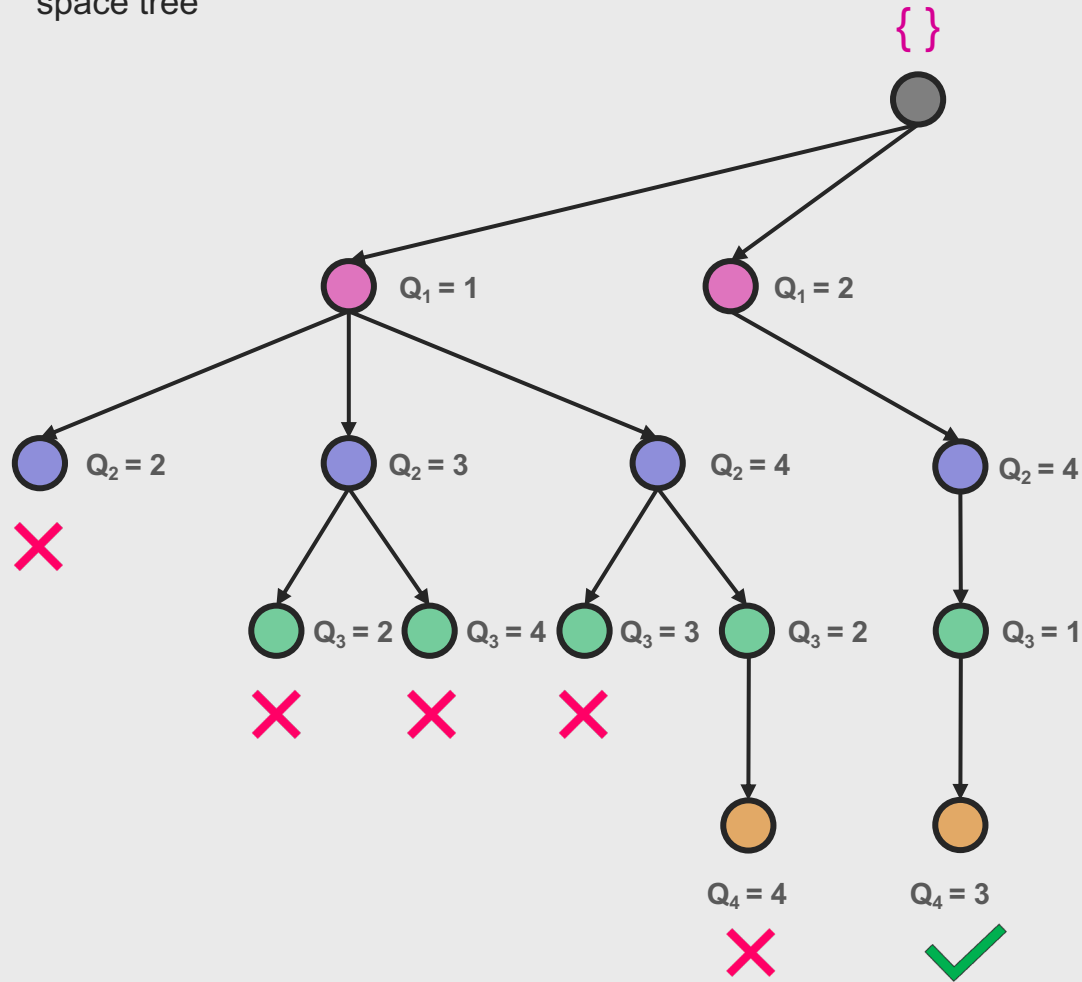 space tree
{ }
Q₁ = 1
Q₁ = 2
Q₂ = 2
Q₂ = 3
Q₂ = 4
Q₂ = 4
Q₃ = 2
Q₃ = 4
Q₃ = 3
Q₃ = 2
Q₃ = 1
Q₄ = 4
Q₄ = 3